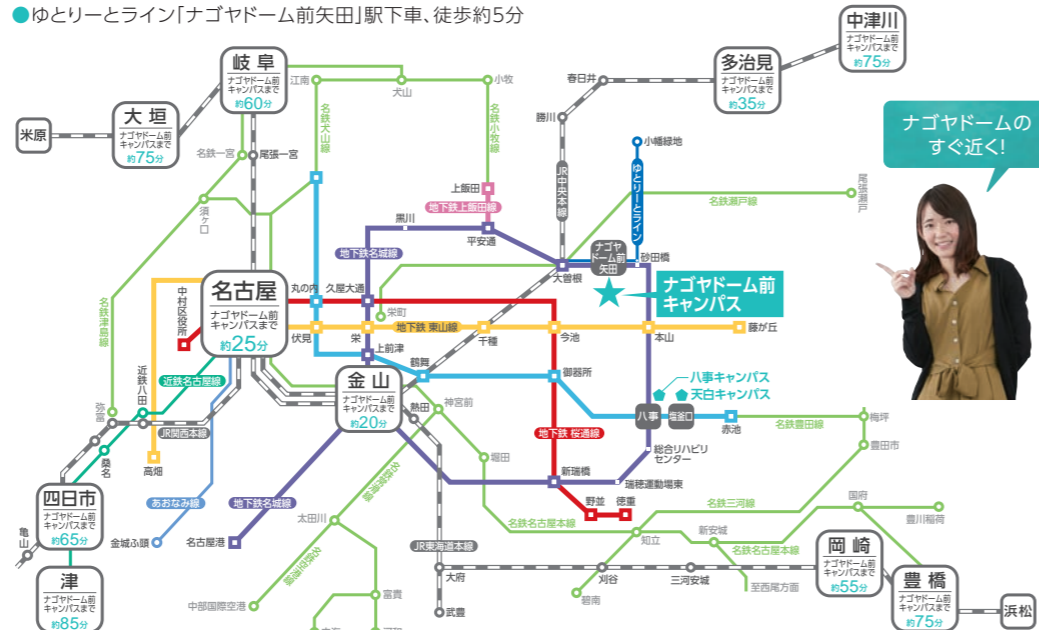 ●ゆとりーとライン「ナゴヤドーム前矢田」駅下車、徒歩約5分
中津川
ナゴヤドーム前
キャンパスまで
約75分
岐阜
ナゴヤドーム前
キャンパスまで
約60分
多治見
ナゴヤドーム前
キャンパスまで
約35分
大垣
ナゴヤドーム前
キャンパスまで
約75分
米原
江南
犬山
小牧
春日井
勝川
名鉄犬山線
名鉄小牧線
名鉄一宮
尾張一宮
小幡緑地
ゆとりーとライン
JR中央本線
ナゴヤドームの
すぐ近く!
尾張瀬戸
名鉄瀬戸線
上飯田
地下鉄上飯田線
須ヶ口
黒川
平安通
地下鉄名城線
ナゴヤ
ドーム前
矢田
砂田橋
大曽根
名古屋
ナゴヤドーム前
キャンパスまで
約25分
丸の内
久屋大通
栄町
ナゴヤドーム前
キャンパス
名鉄津島線
中村区役所
伏見
栄
地下鉄 東山線
千種
今池
本山
藤が丘
上前津
鶴舞
御器所
八事キャンパス
天白キャンパス
近鉄名古屋線
近鉄八田
金山
ナゴヤドーム前
キャンパスまで
約20分
熱田
神宮前
八事
塩釜口
赤池
名鉄豊田線
梅坪
弥富
JR関西本線
地下鉄 桜通線
豊田市
桑名
高畑
堀田
総合リハビリ
センター
新瑞橋
瑞穂運動場東
四日市
ナゴヤドーム前
キャンパスまで
約65分
あおなみ線
地下鉄名城線
名鉄常滑線
野並
徳重
名鉄三河線
国府
豊川稲荷
亀山
金城ふ頭
名古屋港
太田川
名鉄名古屋本線
知立
新安城
名鉄名古屋本線
名鉄空港線
JR東海道本線
岡崎
ナゴヤドーム前
キャンパスまで
約55分
津
ナゴヤドーム前
キャンパスまで
約85分
大府
刈谷
三河安城
至西尾方面
豊橋
ナゴヤドーム前
キャンパスまで
約75分
浜松
碧南
中部国際空港
富貴
武豊